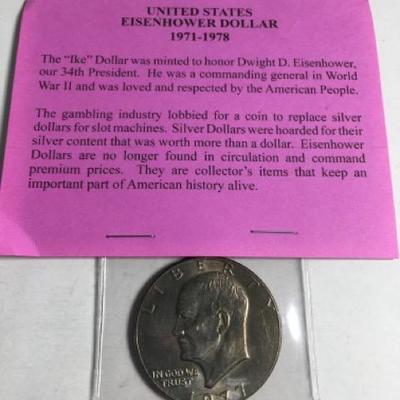 UNITED STATES
EISENHOWER DOLLAR
1971-1978
The “Ike” Dollar was minted to honor Dwight D. Eisenhower,
our 34th President. He was a commanding general in World
War II and was loved and respected by the American People.
The gambling industry lobbied for a coin to replace silver
dollars for slot machines. Silver Dollars were hoarded for their
silver content that was worth more than a dollar. Eisenhower
Dollars are no longer found in circulation and command
premium prices. They are collector's items that keep an
important part of American history alive.
LIBERTY
IN GOD WE
TRUST
1977